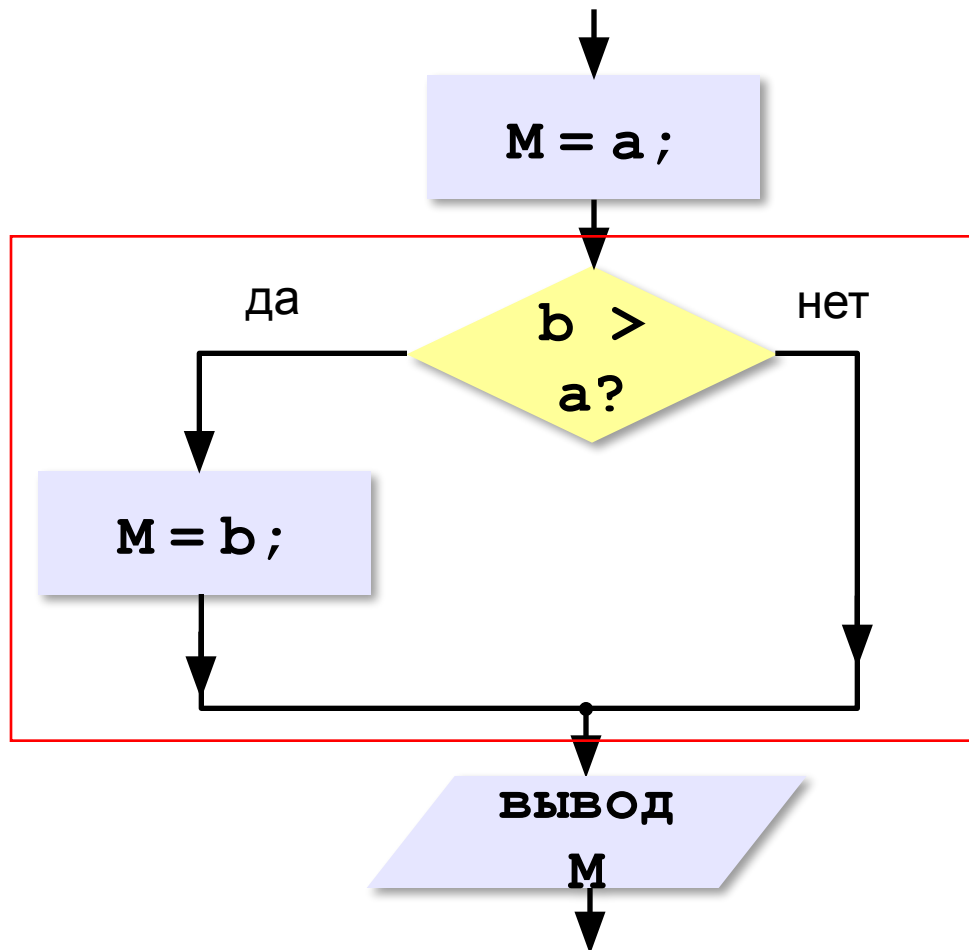 M = a;
да
нет
b >
a?
M = b;
вывод
M